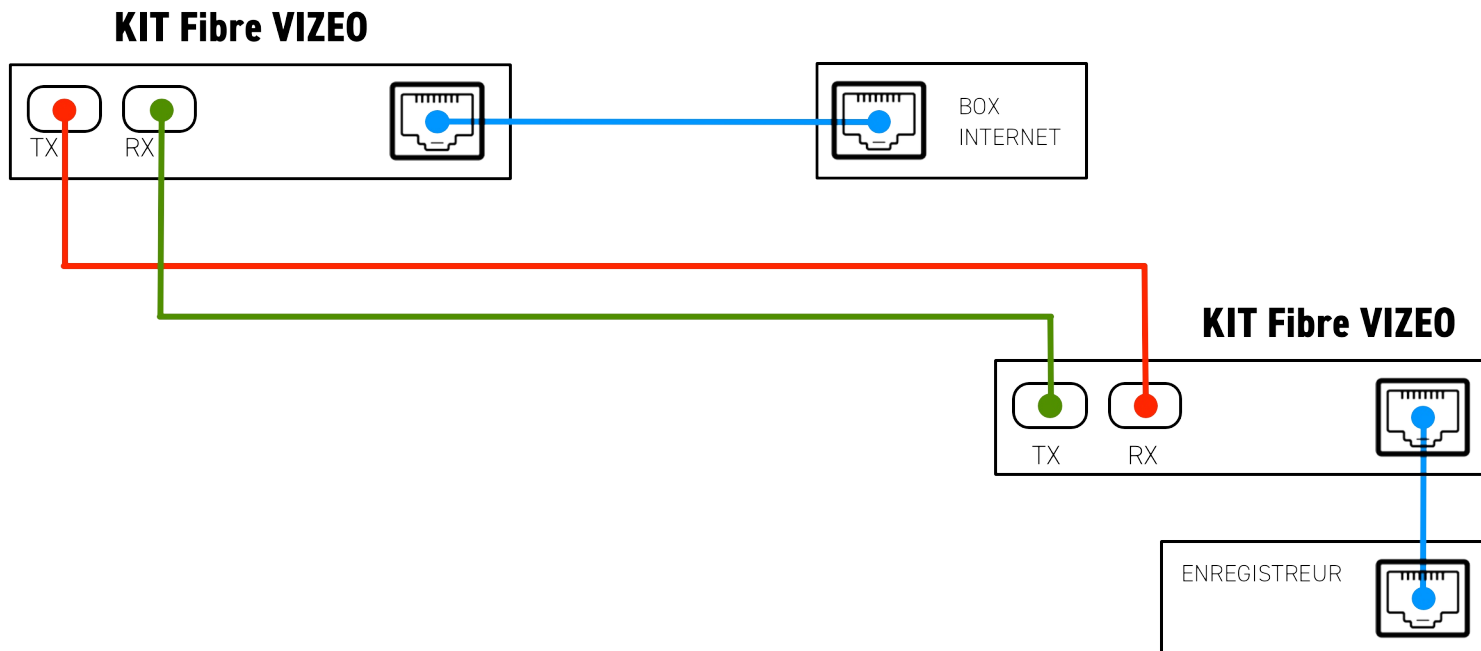 KIT Fibre VIZEO
TX
RX
BOX
INTERNET
KIT Fibre VIZEO
TX
RX
ENREGISTREUR